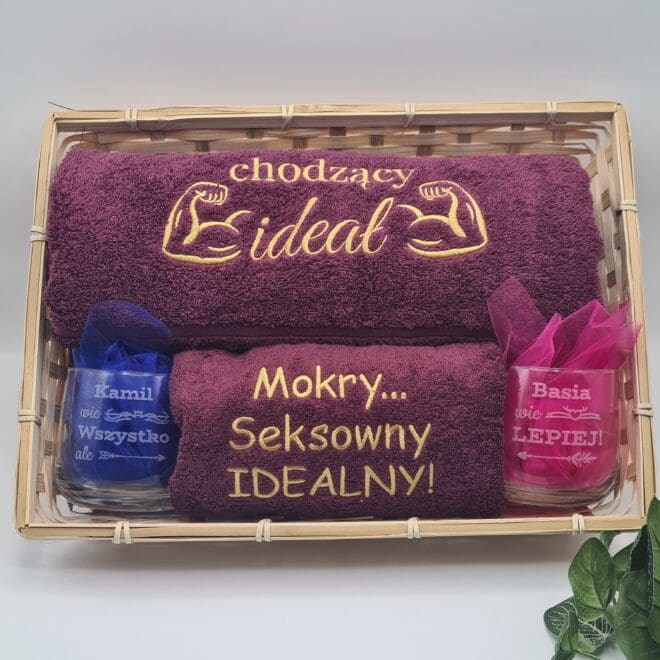 chodzący
ideał
Mokry...
Seksowny
IDEALNY!
Kamil
wie
Wszystko
ale
Basia
wie
LEPIEJ!